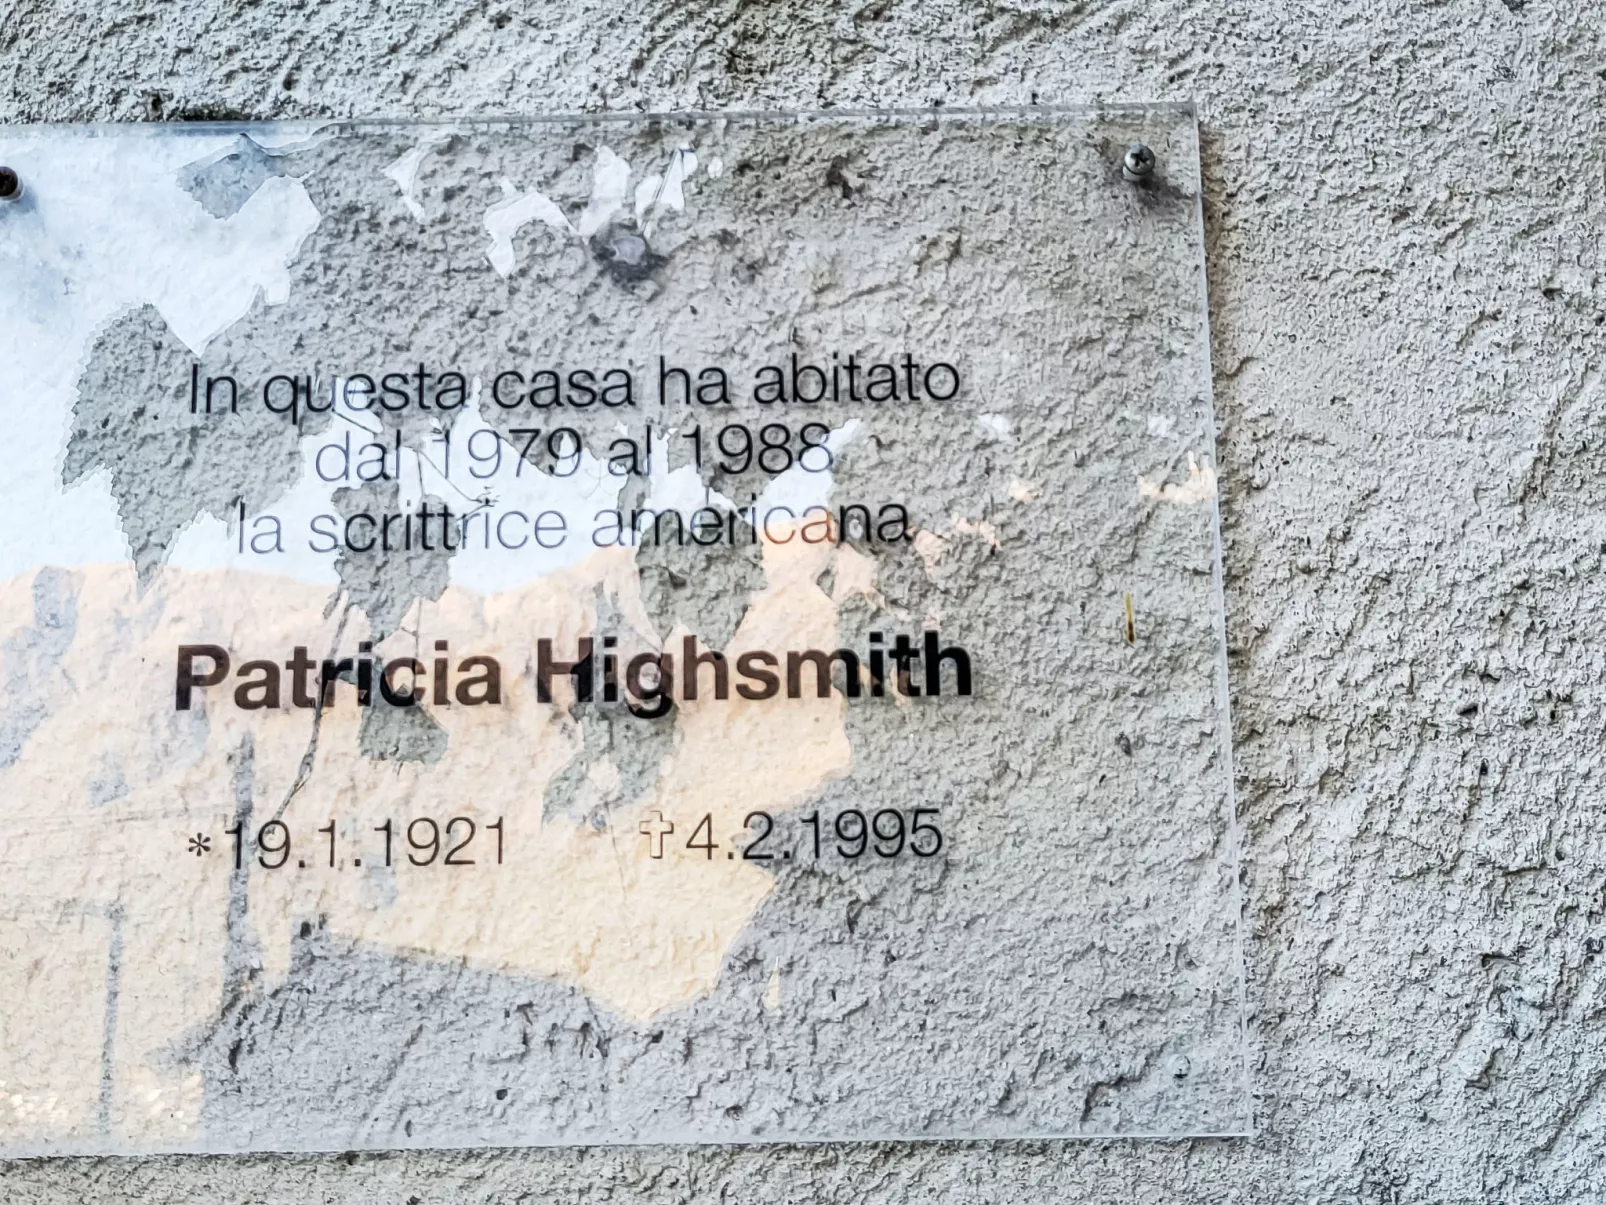 In questa casa ha abitato
dal 1979 al 1988
la scrittrice americana
Patricia Highsmith
*19.1.1921 ✝4.2.1995